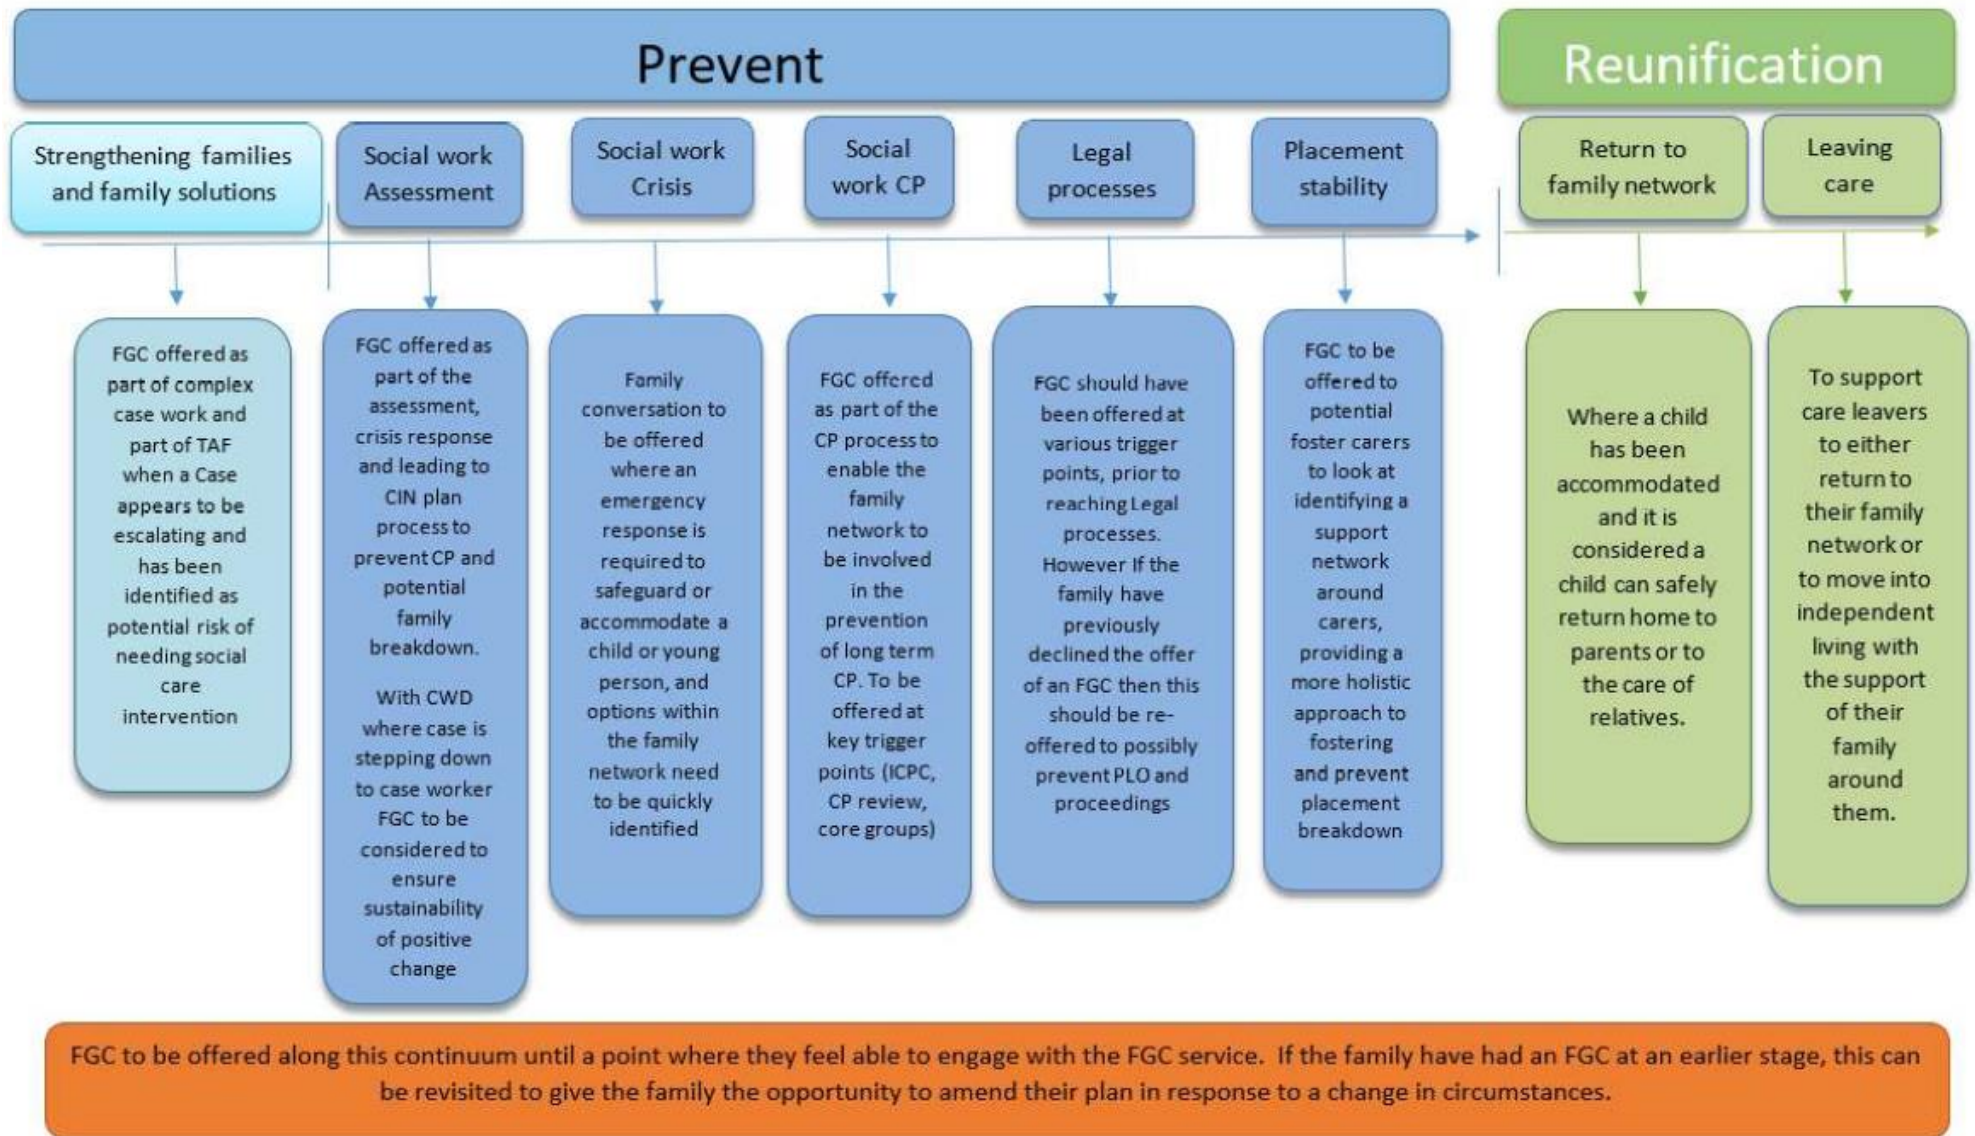 Prevent
Reunification
Strengthening families
and family solutions
Social work
Assessment
Social work
Crisis
Social
work CP
Legal
processes
Placement
stability
Return to
family network
Leaving
care
FGC offered as
part of complex
case work and
part of TAF
when a Case
appears to be
escalating and
has been
identified as
potential risk of
needing social
care
intervention
FGC offered as
part of the
assessment,
crisis response
and leading to
CIN plan
process to
prevent CP and
potential
family
breakdown.
With CWD
where case is
stepping down
to case worker
FGC to be
considered to
ensure
sustainability
of positive
change
Family
conversation to
be offered
where an
emergency
response is
required to
safeguard or
accommodate a
child or young
person, and
options within
the family
network need
to be quickly
identified
FGC offered
as part of the
CP process to
enable the
family
network to
be involved
in the
prevention
of long term
CP. To be
offered at
key trigger
points (ICPC,
CP review,
core groups)
FGC should have
been offered at
various trigger
points, prior to
reaching Legal
processes.
However If the
family have
previously
declined the offer
of an FGC then this
should be re-
offered to possibly
prevent PLO and
proceedings
FGC to be
offered to
potential
foster carers
to look at
identifying a
support
network
around
carers,
providing a
more holistic
approach to
fostering
and prevent
placement
breakdown
Where a child
has been
accommodated
and it is
considered a
child can safely
return home to
parents or to
the care of
relatives.
To support
care leavers
to either
return to
their family
network or
to move into
independent
living with
the support
of their
family
around
them.
FGC to be offered along this continuum until a point where they feel able to engage with the FGC service. If the family have had an FGC at an earlier stage, this can
be revisited to give the family the opportunity to amend their plan in response to a change in circumstances.